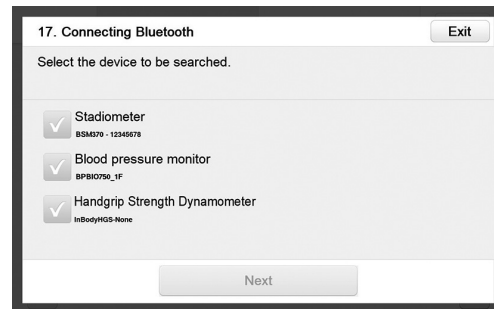 17. Connecting Bluetooth
Exit
Select the device to be searched.
Stadiometer
BSM370 - 12345678
Blood pressure monitor
BPBIO750_1F
Handgrip Strength Dynamometer
InBodyHGS-None
Next